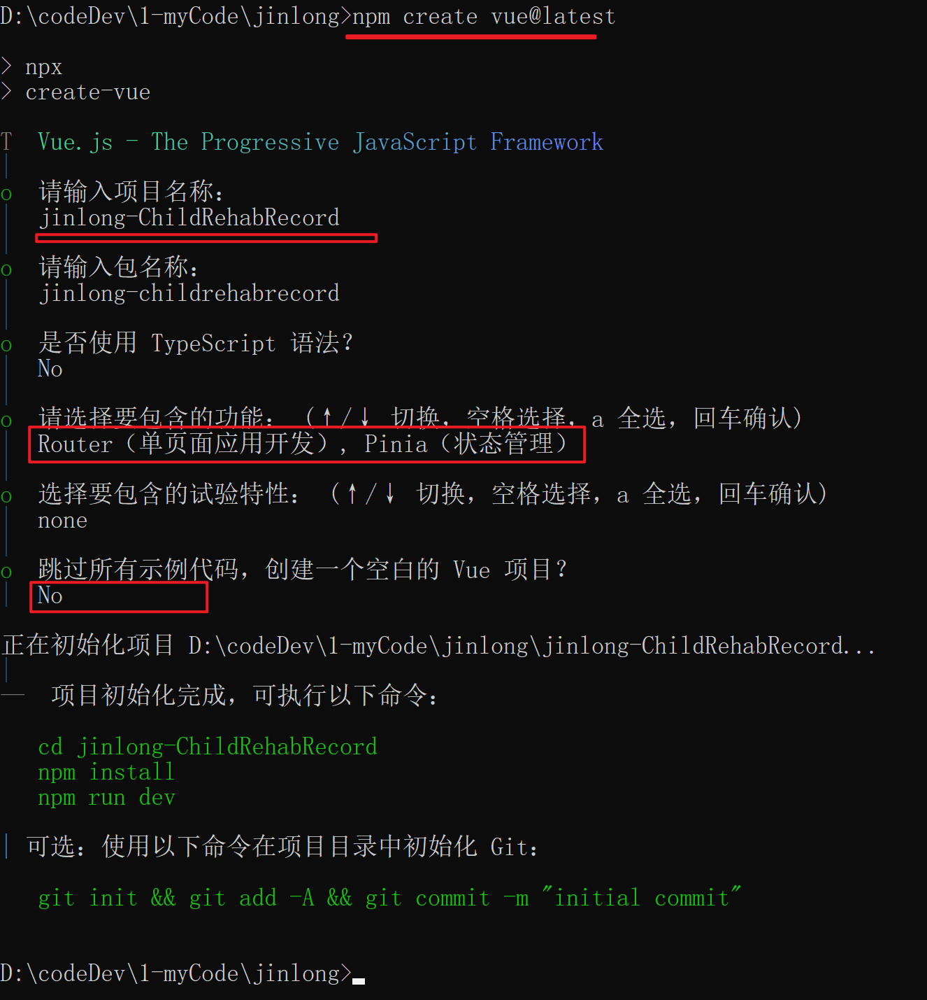 D:\codeDev\1-myCode\jinlong>npm create vue@latest
> npx
> create-vue
T Vue.js - The Progressive JavaScript Framework
o 请输入项目名称：
jinlong-ChildRehabRecord
o 请输入包名称：
jinlong-childrehabrecord
o 是否使用 TypeScript 语法？
No
o 请选择要包含的功能： (↑/↓ 切换，空格选择，a 全选，回车确认)
Router（单页面应用开发）, Pinia（状态管理）
o 选择要包含的试验特性： (↑/↓ 切换，空格选择，a 全选，回车确认)
none
o 跳过所有示例代码，创建一个空白的 Vue 项目？
No
正在初始化项目 D:\codeDev\1-myCode\jinlong\jinlong-ChildRehabRecord...
— 项目初始化完成，可执行以下命令：
cd jinlong-ChildRehabRecord
npm install
npm run dev
| 可选：使用以下命令在项目目录中初始化 Git：
git init && git add -A && git commit -m "initial commit"
D:\codeDev\1-myCode\jinlong>